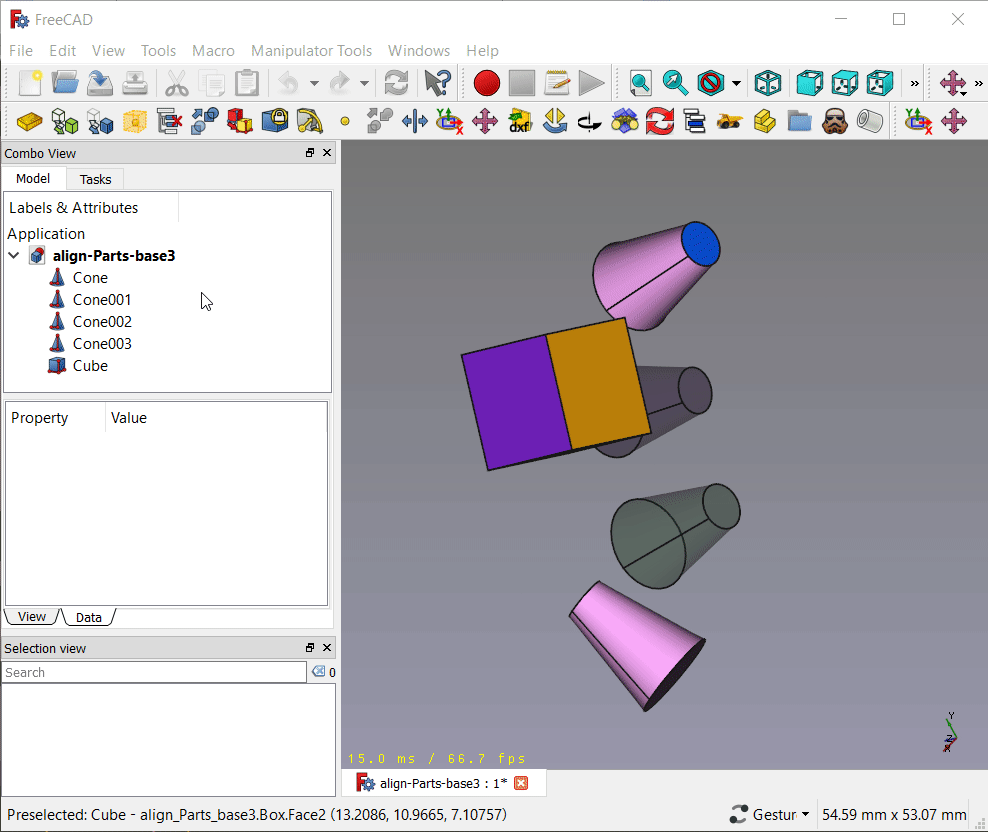 FreeCAD
File Edit View Tools Macro Manipulator Tools Windows Help
» »
dxf
Combo View
Model Tasks
Labels & Attributes
Application
align-Parts-base3
Cone
Cone001
Cone002
Cone003
Cube
Property Value
View Data
Selection view
Search 0
15.0 ms / 66.7 fps
Y
Z
X
align-Parts-base3 : 1*
Preselected: Cube - align_Parts_base3.Box.Face2 (13.2086, 10.9665, 7.10757) Gestur 54.59 mm x 53.07 mm